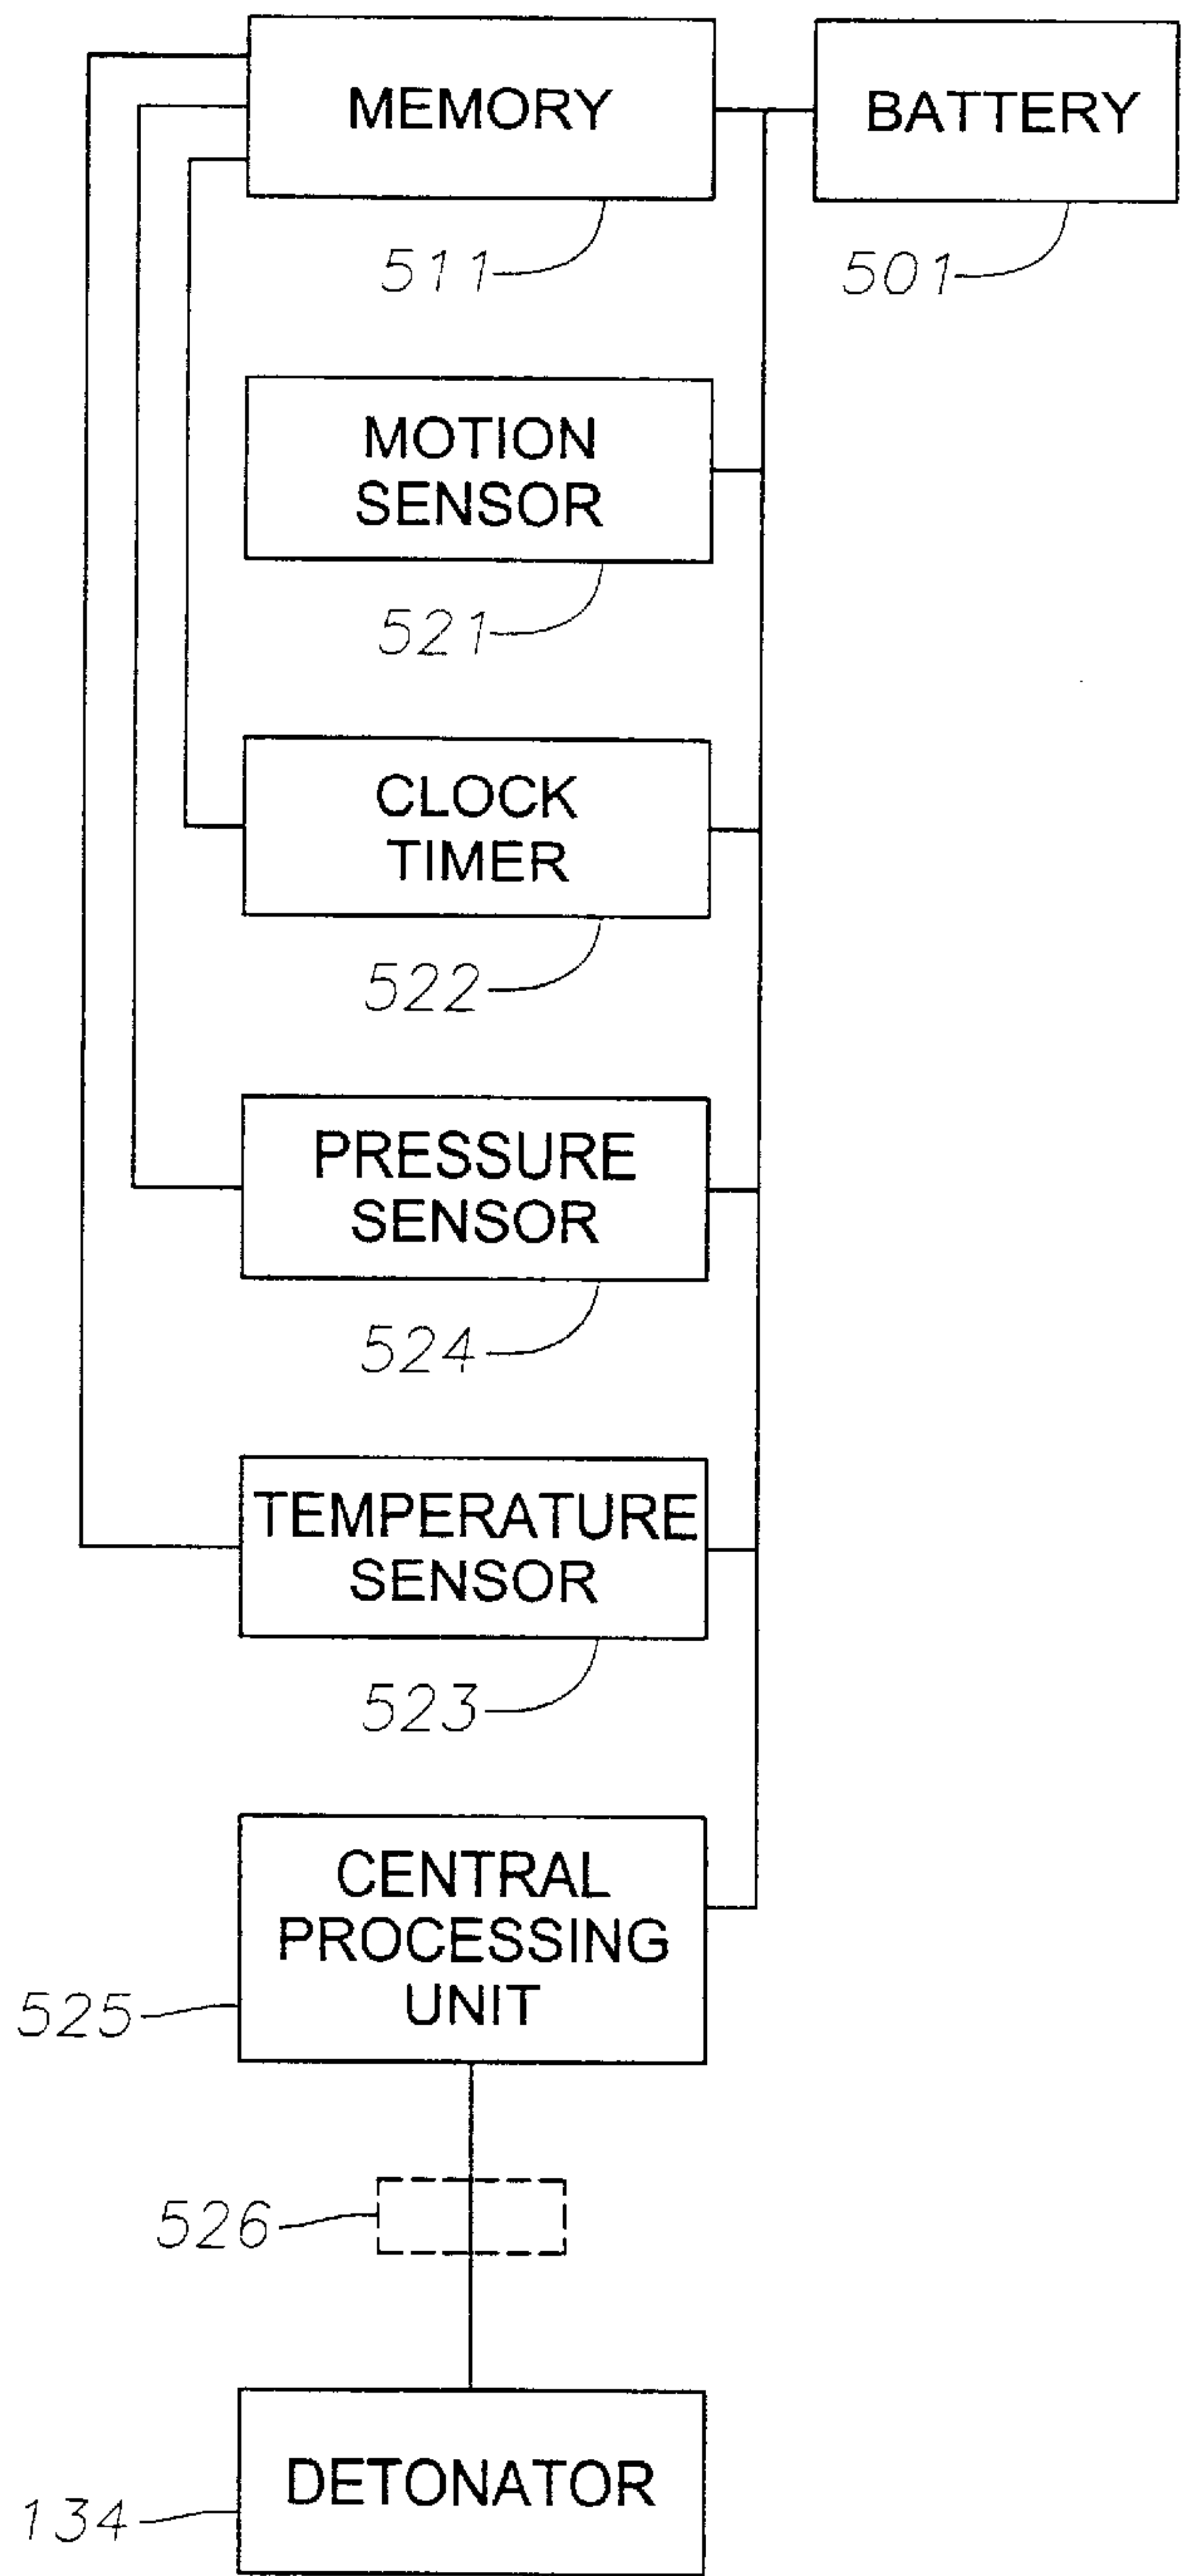 MEMORY
BATTERY
511
501
MOTION
SENSOR
521
CLOCK
TIMER
522
PRESSURE
SENSOR
524
TEMPERATURE
SENSOR
523
CENTRAL
PROCESSING
UNIT
525
526
DETONATOR
134